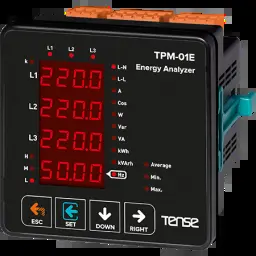 L1 L2 L3
TPM-01E
Energy Analyzer
k
L1 220.0
L2 220.0
L3 220.0
50.00
M
L-N
L-L
A
Cos
W
Var
VA
kWh
kVArh
Hz
Average
Min.
Max.
ESC
SET
DOWN
RIGHT
TENSE